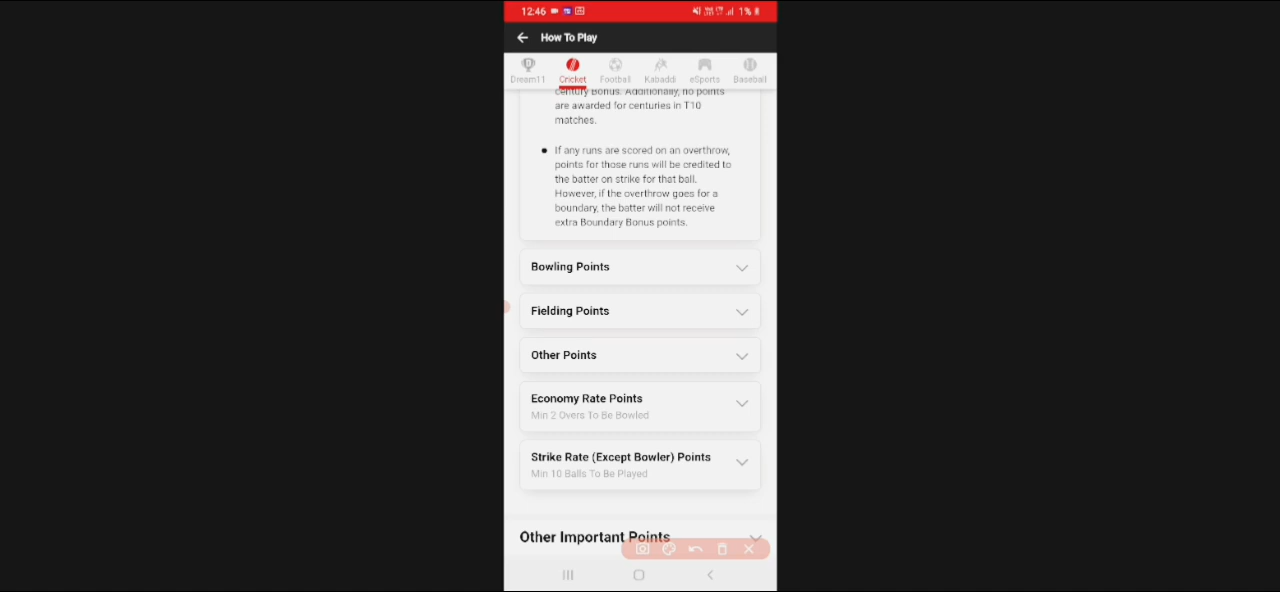 12:46 1%
How To Play
Dream11 Cricket Football Kabaddi eSports Baseball
century Bonus. Additionally, no points
are awarded for centuries in T10
matches.
If any runs are scored on an overthrow,
points for those runs will be credited to
the batter on strike for that ball.
However, if the overthrow goes for a
boundary, the batter will not receive
extra Boundary Bonus points.
Bowling Points
Fielding Points
Other Points
Economy Rate Points
Min 2 Overs To Be Bowled
Strike Rate (Except Bowler) Points
Min 10 Balls To Be Played
Other Important Points